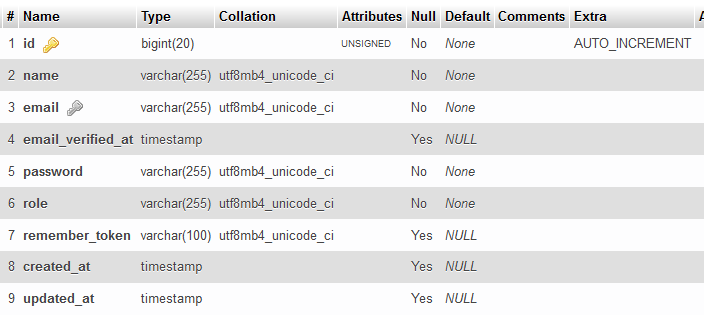 # Name Type Collation Attributes Null Default Comments Extra A
1 id bigint(20) UNSIGNED No None AUTO_INCREMENT
2 name varchar(255) utf8mb4_unicode_ci No None
3 email varchar(255) utf8mb4_unicode_ci No None
4 email_verified_at timestamp Yes NULL
5 password varchar(255) utf8mb4_unicode_ci No None
6 role varchar(255) utf8mb4_unicode_ci No None
7 remember_token varchar(100) utf8mb4_unicode_ci Yes NULL
8 created_at timestamp Yes NULL
9 updated_at timestamp Yes NULL